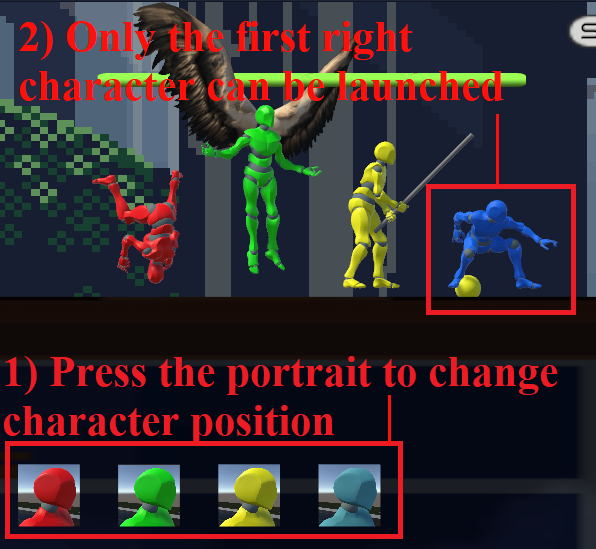 2) Only the first right
character can be launched
1) Press the portrait to change
character position